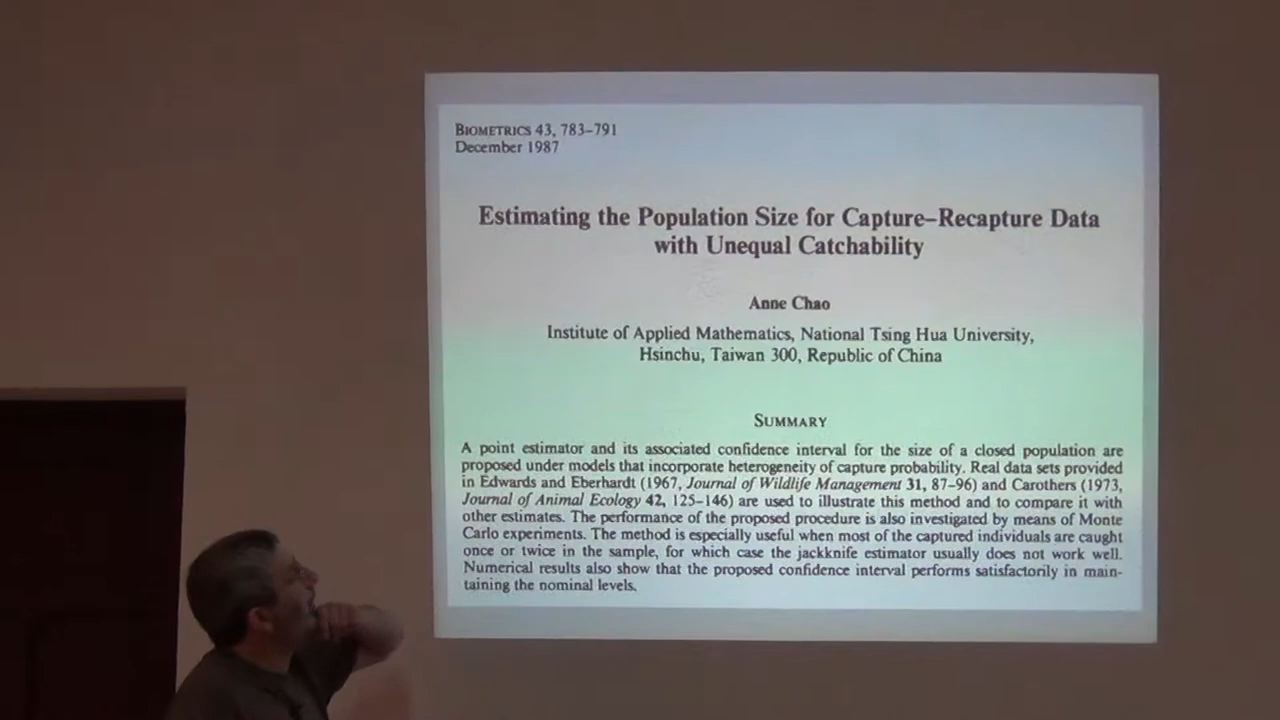 BIOMETRICS 43, 783–791
December 1987
Estimating the Population Size for Capture–Recapture Data
with Unequal Catchability
Anne Chao
Institute of Applied Mathematics, National Tsing Hua University,
Hsinchu, Taiwan 300, Republic of China
SUMMARY
A point estimator and its associated confidence interval for the size of a closed population are
proposed under models that incorporate heterogeneity of capture probability. Real data sets provided
in Edwards and Eberhardt (1967, Journal of Wildlife Management 31, 87–96) and Carothers (1973,
Journal of Animal Ecology 42, 125–146) are used to illustrate this method and to compare it with
other estimates. The performance of the proposed procedure is also investigated by means of Monte
Carlo experiments. The method is especially useful when most of the captured individuals are caught
once or twice in the sample, for which case the jackknife estimator usually does not work well.
Numerical results also show that the proposed confidence interval performs satisfactorily in main-
taining the nominal levels.